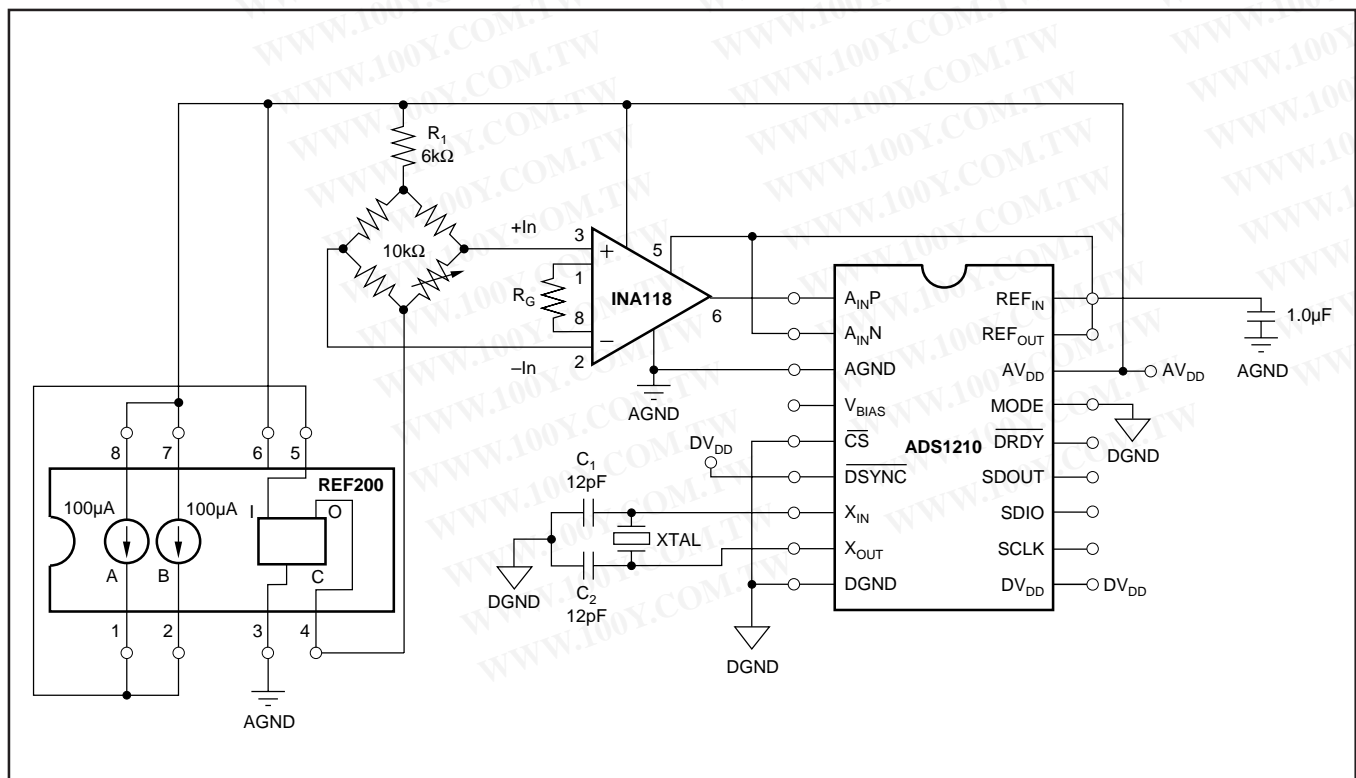 WWW.100Y.COM.TW
R1
6kΩ
10kΩ
+In
–In
3
1
RG
8
2
5
6
INA118
AGND
AINP
AINN
AGND
VBIAS
CS
DSYNC
XIN
XOUT
DGND
ADS1210
REFIN
REFOUT
AVDD
MODE
DRDY
SDOUT
SDIO
SCLK
DVDD
1.0µF
AGND
AVDD
DGND
DVDD
DVDD
C1
12pF
XTAL
C2
12pF
DGND
DGND
8
7
6
5
REF200
100µA
100µA
I
O
A
B
C
1
2
3
4
AGND